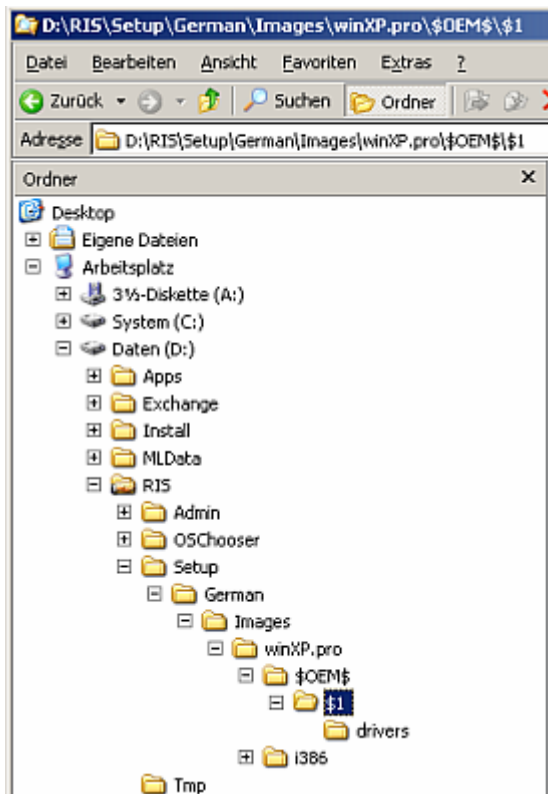 D:\RIS\Setup\German\Images\winXP.pro\$OEM$\$1
Datei Bearbeiten Ansicht Favoriten Extras ?
Zurück Suchen Ordner
Adresse D:\RIS\Setup\German\Images\winXP.pro\$OEM$\$1
Ordner
Desktop
Eigene Dateien
Arbeitsplatz
3½-Diskette (A:)
System (C:)
Daten (D:)
Apps
Exchange
Install
MLData
RIS
Admin
OSChooser
Setup
German
Images
winXP.pro
$OEM$
$1
drivers
i386
Tmp